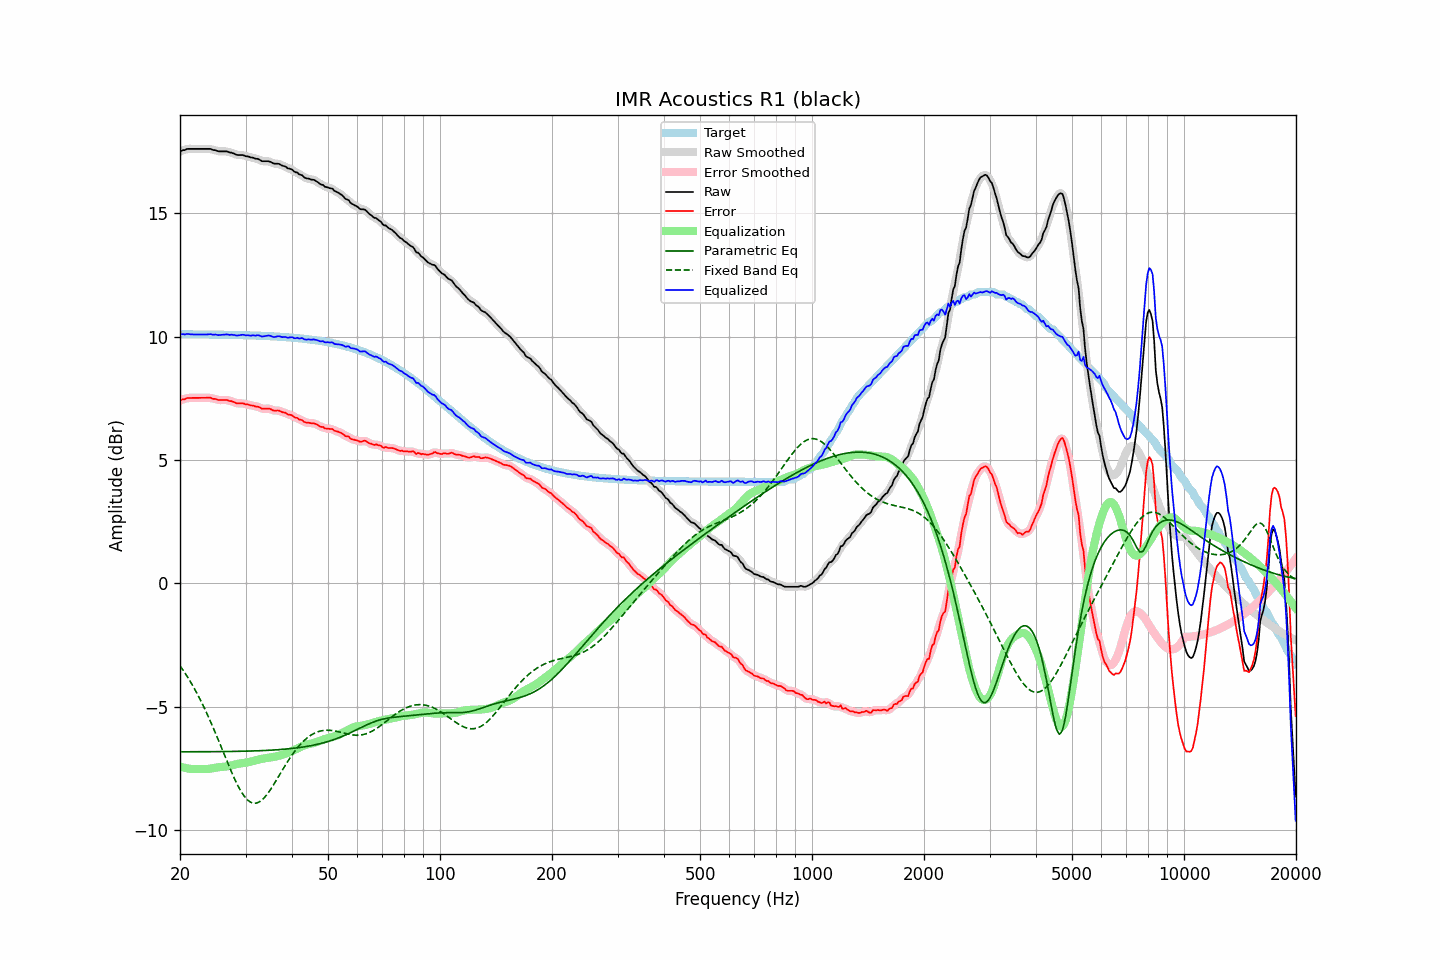 IMR Acoustics R1 (black)
Target
Raw Smoothed
Error Smoothed
Raw
Error
Equalization
Parametric Eq
Fixed Band Eq
Equalized
15
10
5
0
−5
−10
Amplitude (dBr)
20
50
100
200
500
1000
2000
5000
10000
20000
Frequency (Hz)